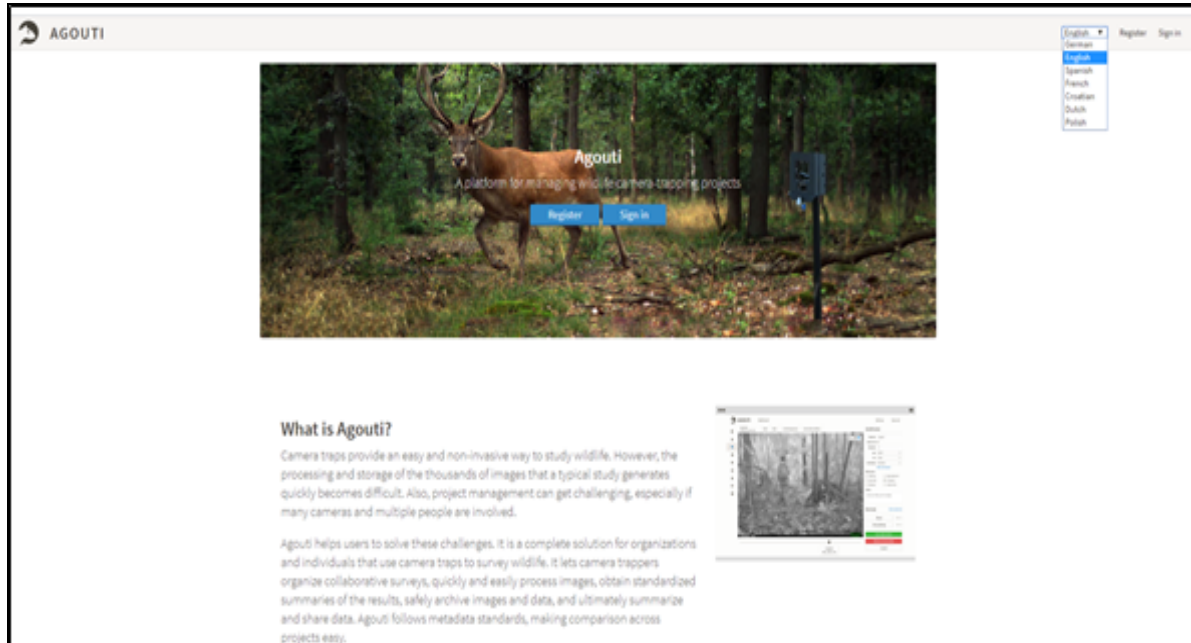 AGOUTI
English
Register
Sign in
German
English
Spanish
French
Croatian
Dutch
Polish
Agouti
A platform for managing wildlife camera-trapping projects
Register
Sign in
What is Agouti?
Camera traps provide an easy and non-invasive way to study wildlife. However, the
processing and storage of the thousands of images that a typical study generates
quickly becomes difficult. Also, project management can get challenging, especially if
many cameras and multiple people are involved.
Agouti helps users to solve these challenges. It is a complete solution for organizations
and individuals that use camera traps to survey wildlife. It lets camera trappers
organize collaborative surveys, quickly and easily process images, obtain standardized
summaries of the results, safely archive images and data, and ultimately summarize
and share data. Agouti follows metadata standards, making comparison across
projects easy.